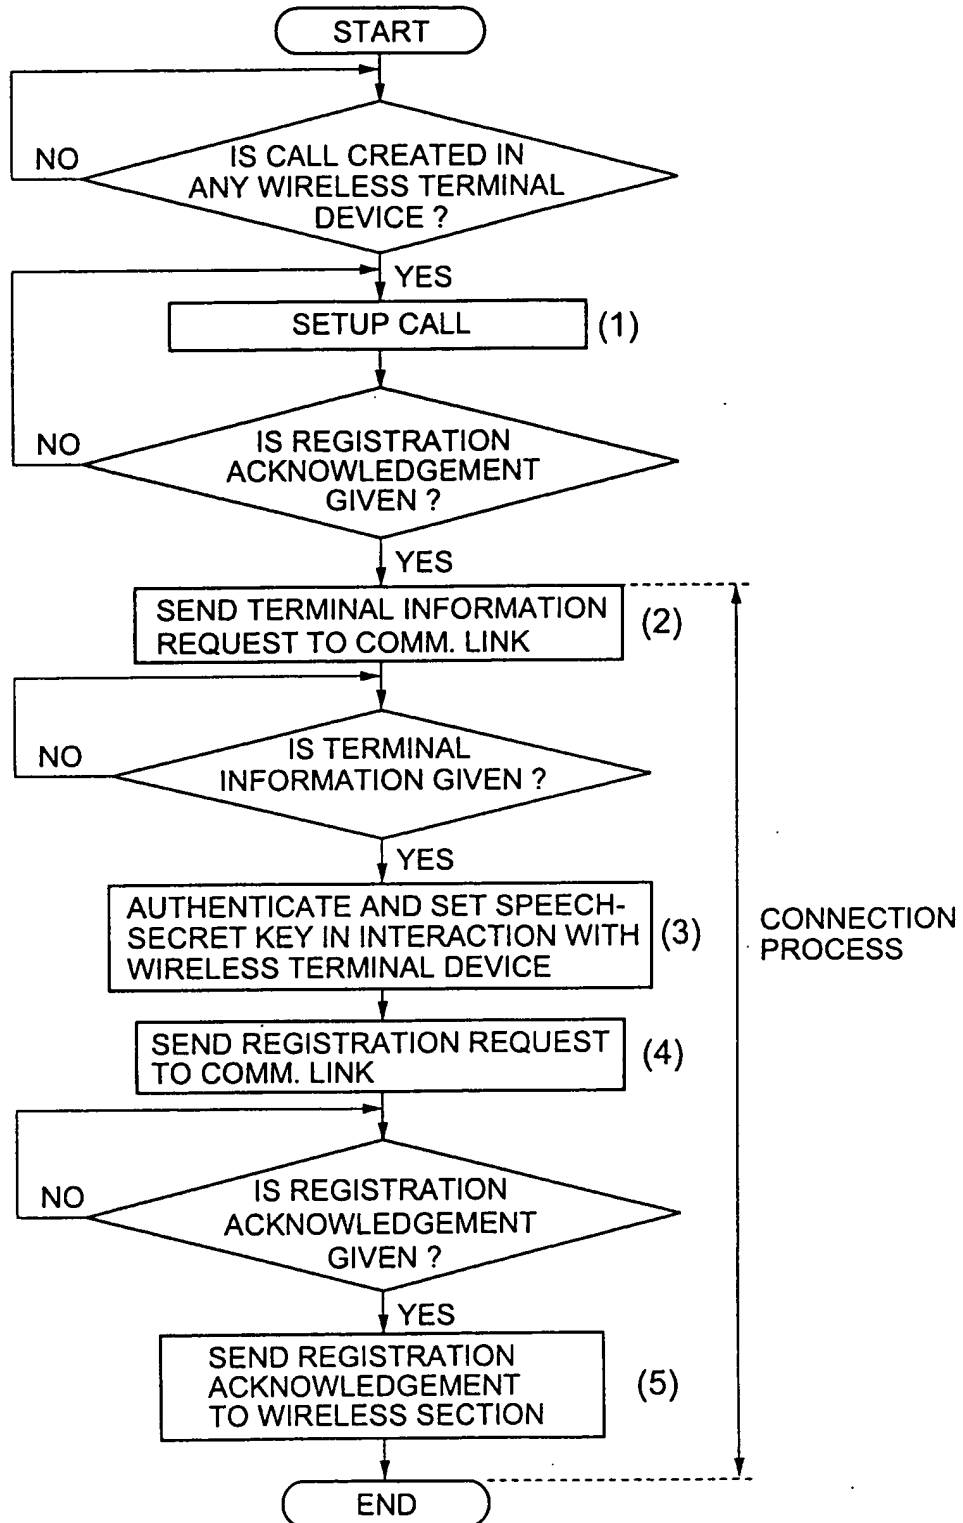 START
NO
IS CALL CREATED IN
ANY WIRELESS TERMINAL
DEVICE ?
YES
SETUP CALL
(1)
NO
IS REGISTRATION
ACKNOWLEDGEMENT
GIVEN ?
YES
SEND TERMINAL INFORMATION
REQUEST TO COMM. LINK
(2)
NO
IS TERMINAL
INFORMATION GIVEN ?
YES
AUTHENTICATE AND SET SPEECH-
SECRET KEY IN INTERACTION WITH
WIRELESS TERMINAL DEVICE
(3)
CONNECTION
PROCESS
SEND REGISTRATION REQUEST
TO COMM. LINK
(4)
NO
IS REGISTRATION
ACKNOWLEDGEMENT
GIVEN ?
YES
SEND REGISTRATION
ACKNOWLEDGEMENT
TO WIRELESS SECTION
(5)
END